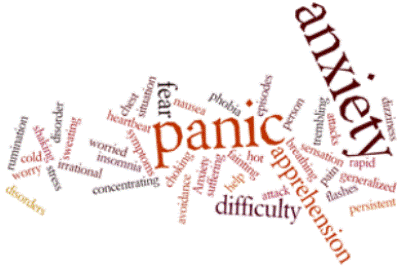 anxiety
panic
apprehension
fear
difficulty
rumination
cold
worry
disorders
shaking
disorder
stress
sweating
irrational
worried
insomnia
concentrating
heartbeat
chest
symptoms
situation
nausea
choking
avoidance
Anxiety
suffering
phobia
fainting
help
episodes
hot
attack
person
breathing
trembling
sensation
attacks
pain
flashes
rapid
dizziness
generalized
persistent